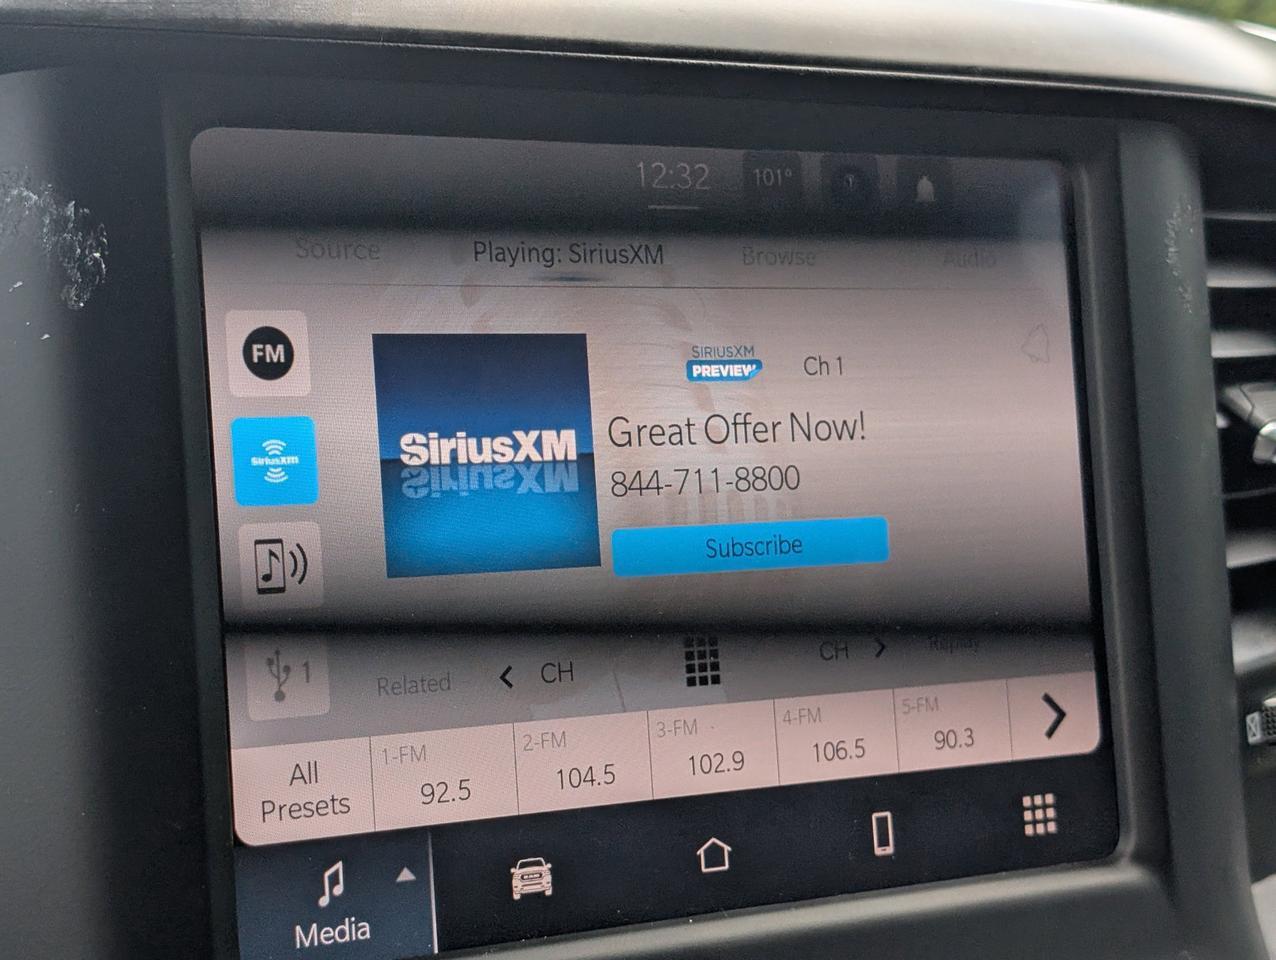 12:32 101°
Source Playing: SiriusXM Browse Audio
FM
SIRIUSXM
PREVIEW
Ch 1
SiriusXM
SiriusXM
Great Offer Now!
844-711-8800
Subscribe
1
Related CH CH Replay
All Presets
1-FM
92.5
2-FM
104.5
3-FM
102.9
4-FM
106.5
5-FM
90.3
Media